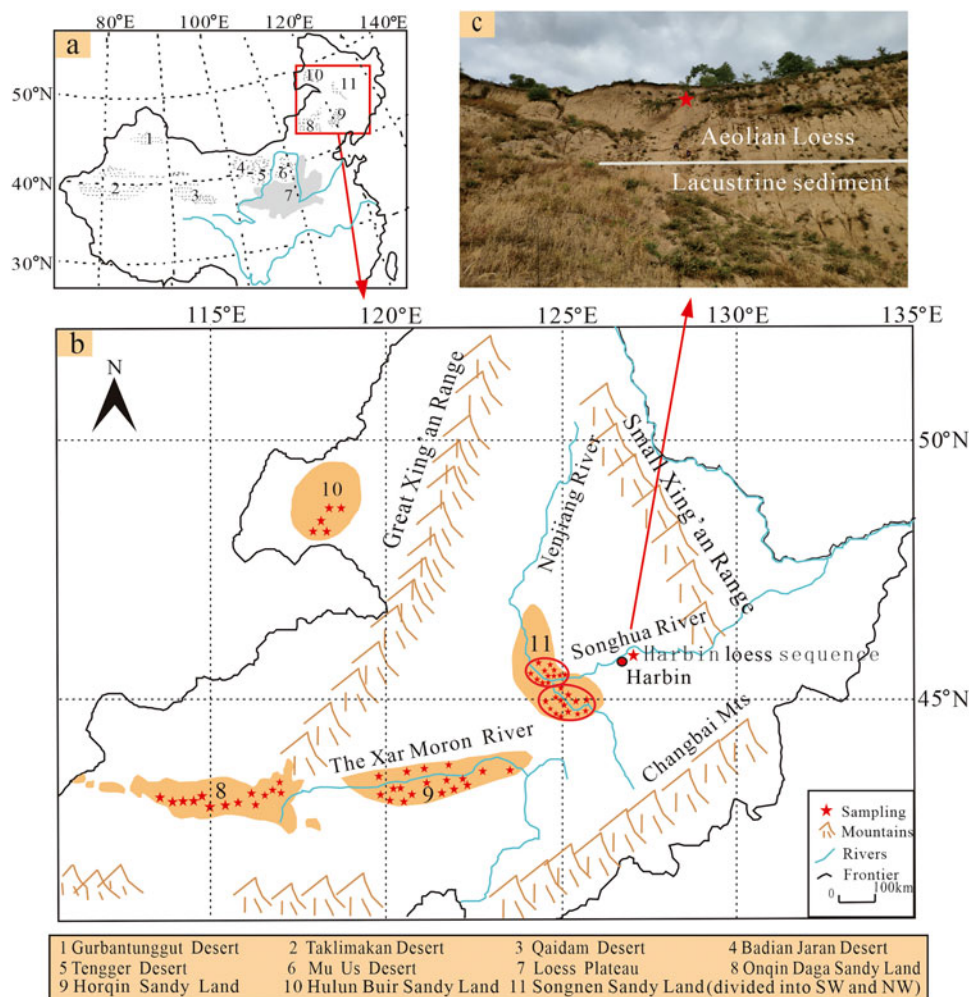 80°E 100°E 120°E 140°E
a
50°N
40°N
30°N
1
2
3
4
5
6
7
8
9
10
11
c
Aeolian Loess
Lacustrine sediment
115°E 120°E 125°E 130°E 135°E
b
N
50°N
45°N
Great Xing'an Range
Nenjiang River
Small Xing'an Range
10
11
Songhua River
Harbin loess sequence
Harbin
Changbai Mts
The Xar Moron River
8
9
Sampling
Mountains
Rivers
Frontier
0 100km
1 Gurbantunggut Desert 2 Taklimakan Desert 3 Qaidam Desert 4 Badian Jaran Desert
5 Tengger Desert 6 Mu Us Desert 7 Loess Plateau 8 Onqin Daga Sandy Land
9 Horqin Sandy Land 10 Hulun Buir Sandy Land 11 Songnen Sandy Land (divided into SW and NW)